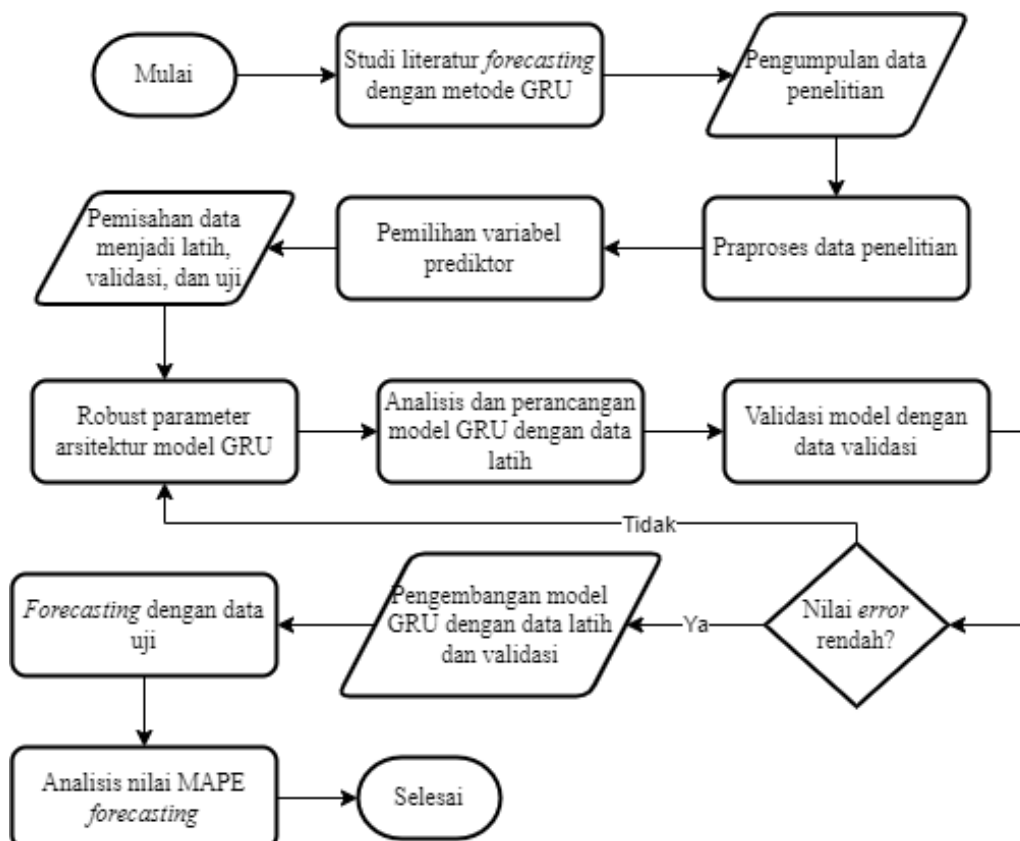 Mulai
Studi literatur forecasting
dengan metode GRU
Pengumpulan data
penelitian
Praproses data penelitian
Pemilihan variabel
prediktor
Pemisahan data
menjadi latih,
validasi, dan uji
Robust parameter
arsitektur model GRU
Analisis dan perancangan
model GRU dengan data
latih
Validasi model dengan
data validasi
Nilai error
rendah?
Tidak
Ya
Pengembangan model
GRU dengan data latih
dan validasi
Forecasting dengan data
uji
Analisis nilai MAPE
forecasting
Selesai